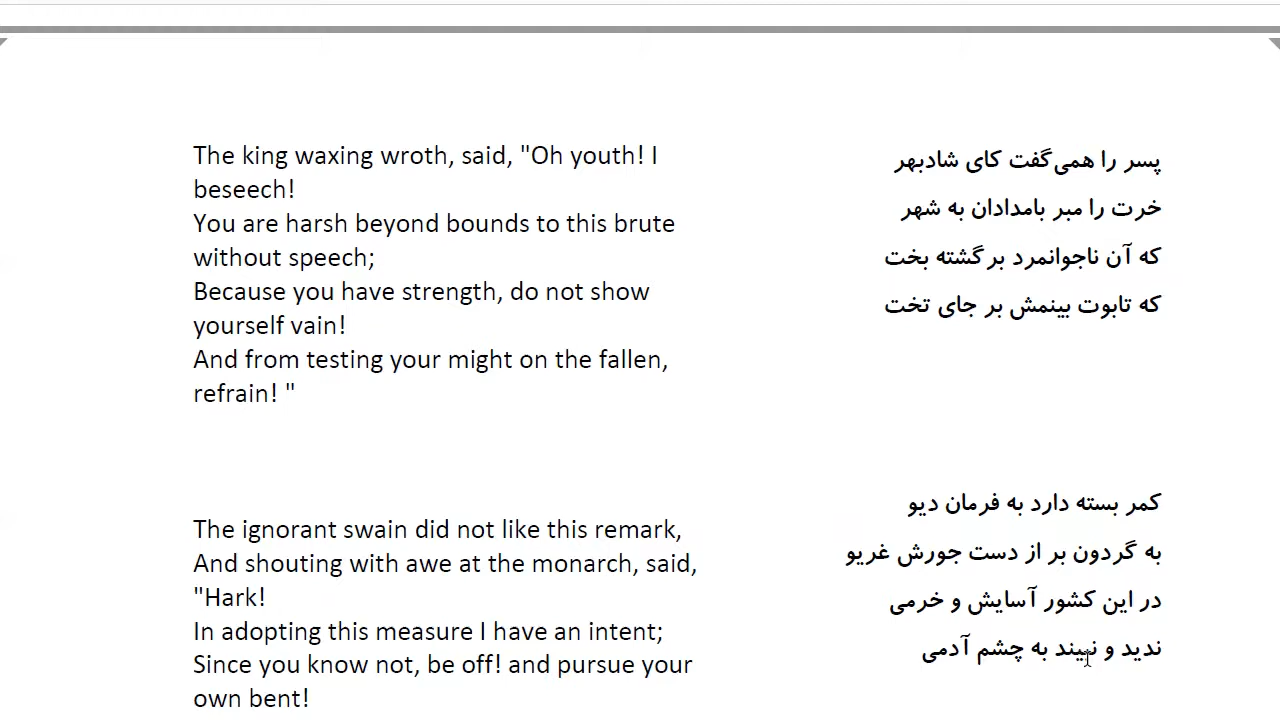 The king waxing wroth, said, "Oh youth! I
beseech!
You are harsh beyond bounds to this brute
without speech;
Because you have strength, do not show
yourself vain!
And from testing your might on the fallen,
refrain! "
پسر را همی‌گفت کای شادبهر
خرت را مبر بامدادان به شهر
که آن ناجوانمرد برگشته بخت
که تابوت بینمش بر جای تخت
The ignorant swain did not like this remark,
And shouting with awe at the monarch, said,
"Hark!
In adopting this measure I have an intent;
Since you know not, be off! and pursue your
own bent!
کمر بسته دارد به فرمان دیو
به گردون بر از دست جورش غریو
در این کشور آسایش و خرمی
ندید و نبیند به چشم آدمی